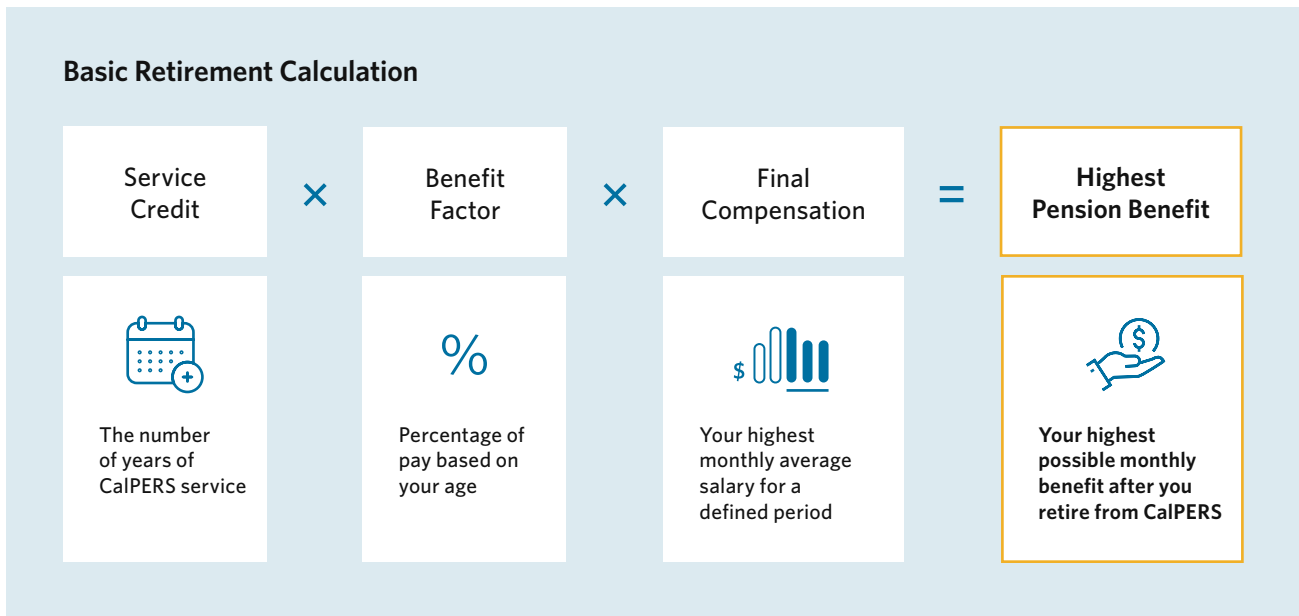 Basic Retirement Calculation
Service
Credit
×
Benefit
Factor
×
Final
Compensation
=
Highest
Pension Benefit
The number
of years of
CalPERS service
%
Percentage of
pay based on
your age
$
Your highest
monthly average
salary for a
defined period
$
Your highest
possible monthly
benefit after you
retire from CalPERS